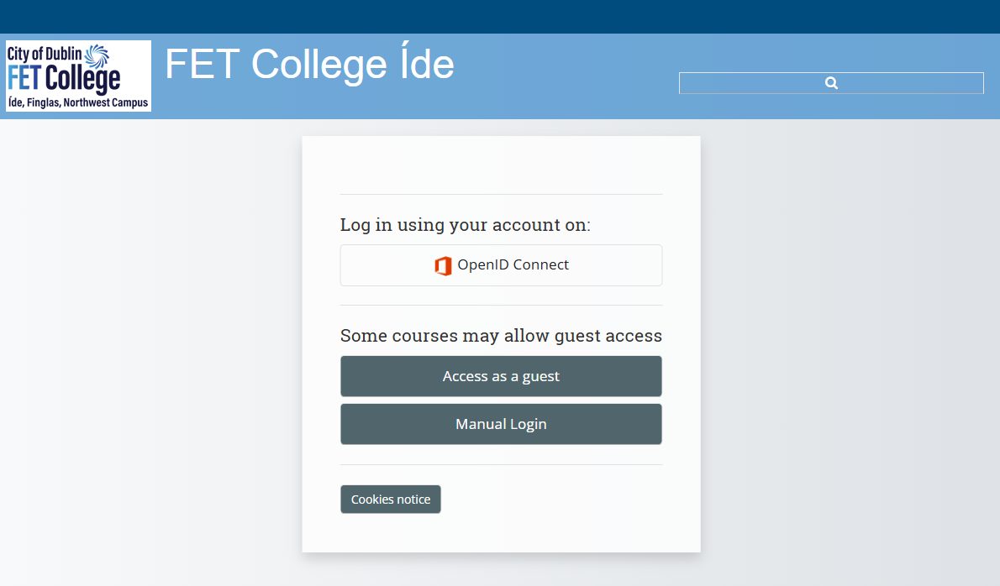 City of Dublin
FET College
Íde, Finglas, Northwest Campus
FET College Íde
Log in using your account on:
OpenID Connect
Some courses may allow guest access
Access as a guest
Manual Login
Cookies notice